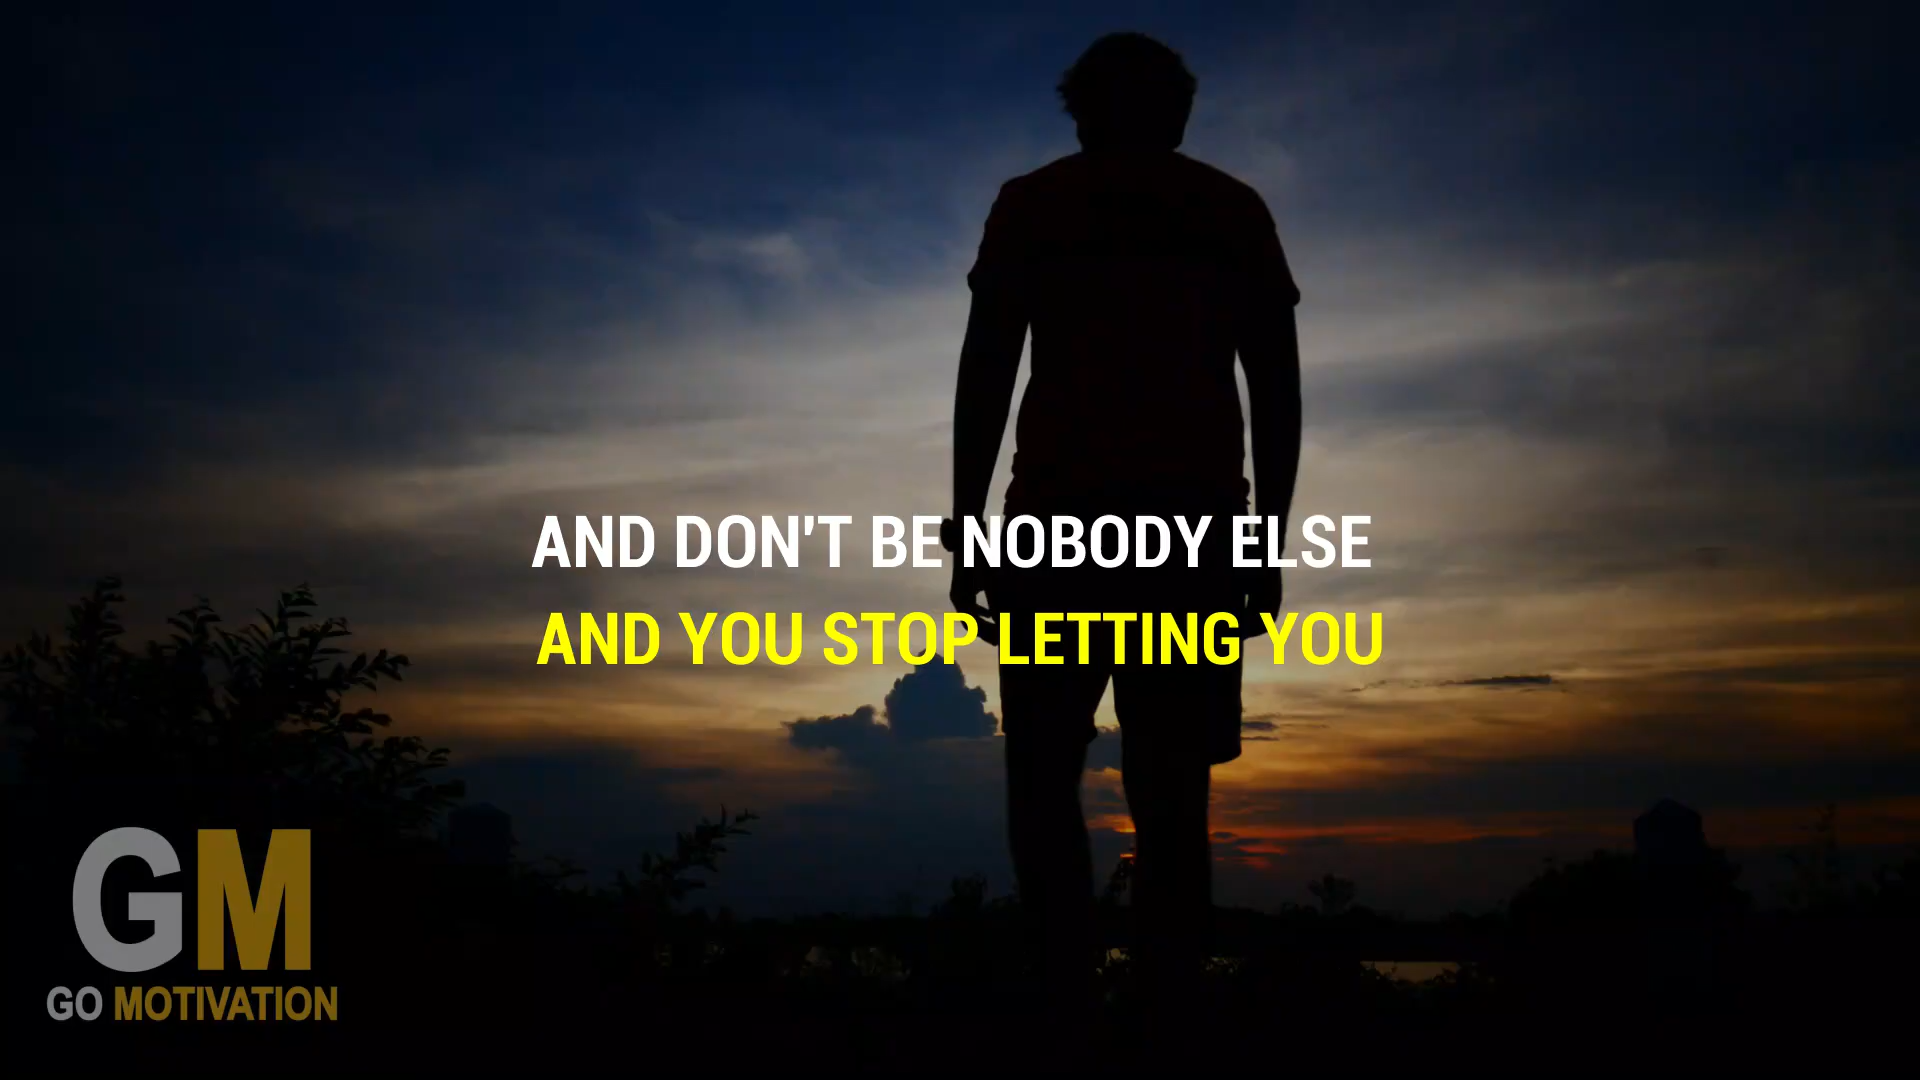 AND DON'T BE NOBODY ELSE
AND YOU STOP LETTING YOU
GM
GO MOTIVATION